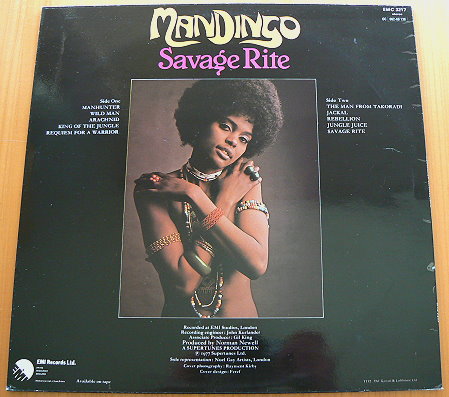 MANDINGO
EMC 3217
stereo
Savage Rite
Side One
MANHUNTER
WILD MAN
ARACHNID
KING OF THE JUNGLE
REQUIEM FOR A WARRIOR
Side Two
THE MAN FROM TAKORADI
JACKAL
REBELLION
JUNGLE JUICE
SAVAGE RITE
Recorded at EMI Studios, London
Recording engineer: John Kurlander
Associate Producer: Gil King
Produced by Norman Newell
A SUPERTUNES PRODUCTION
℗ 1977 Supertunes Ltd.
Sole representation: Noel Gay Artists, London
Cover photography: Rayment Kirby
Cover design:
EMI Records Ltd.
Available on tape